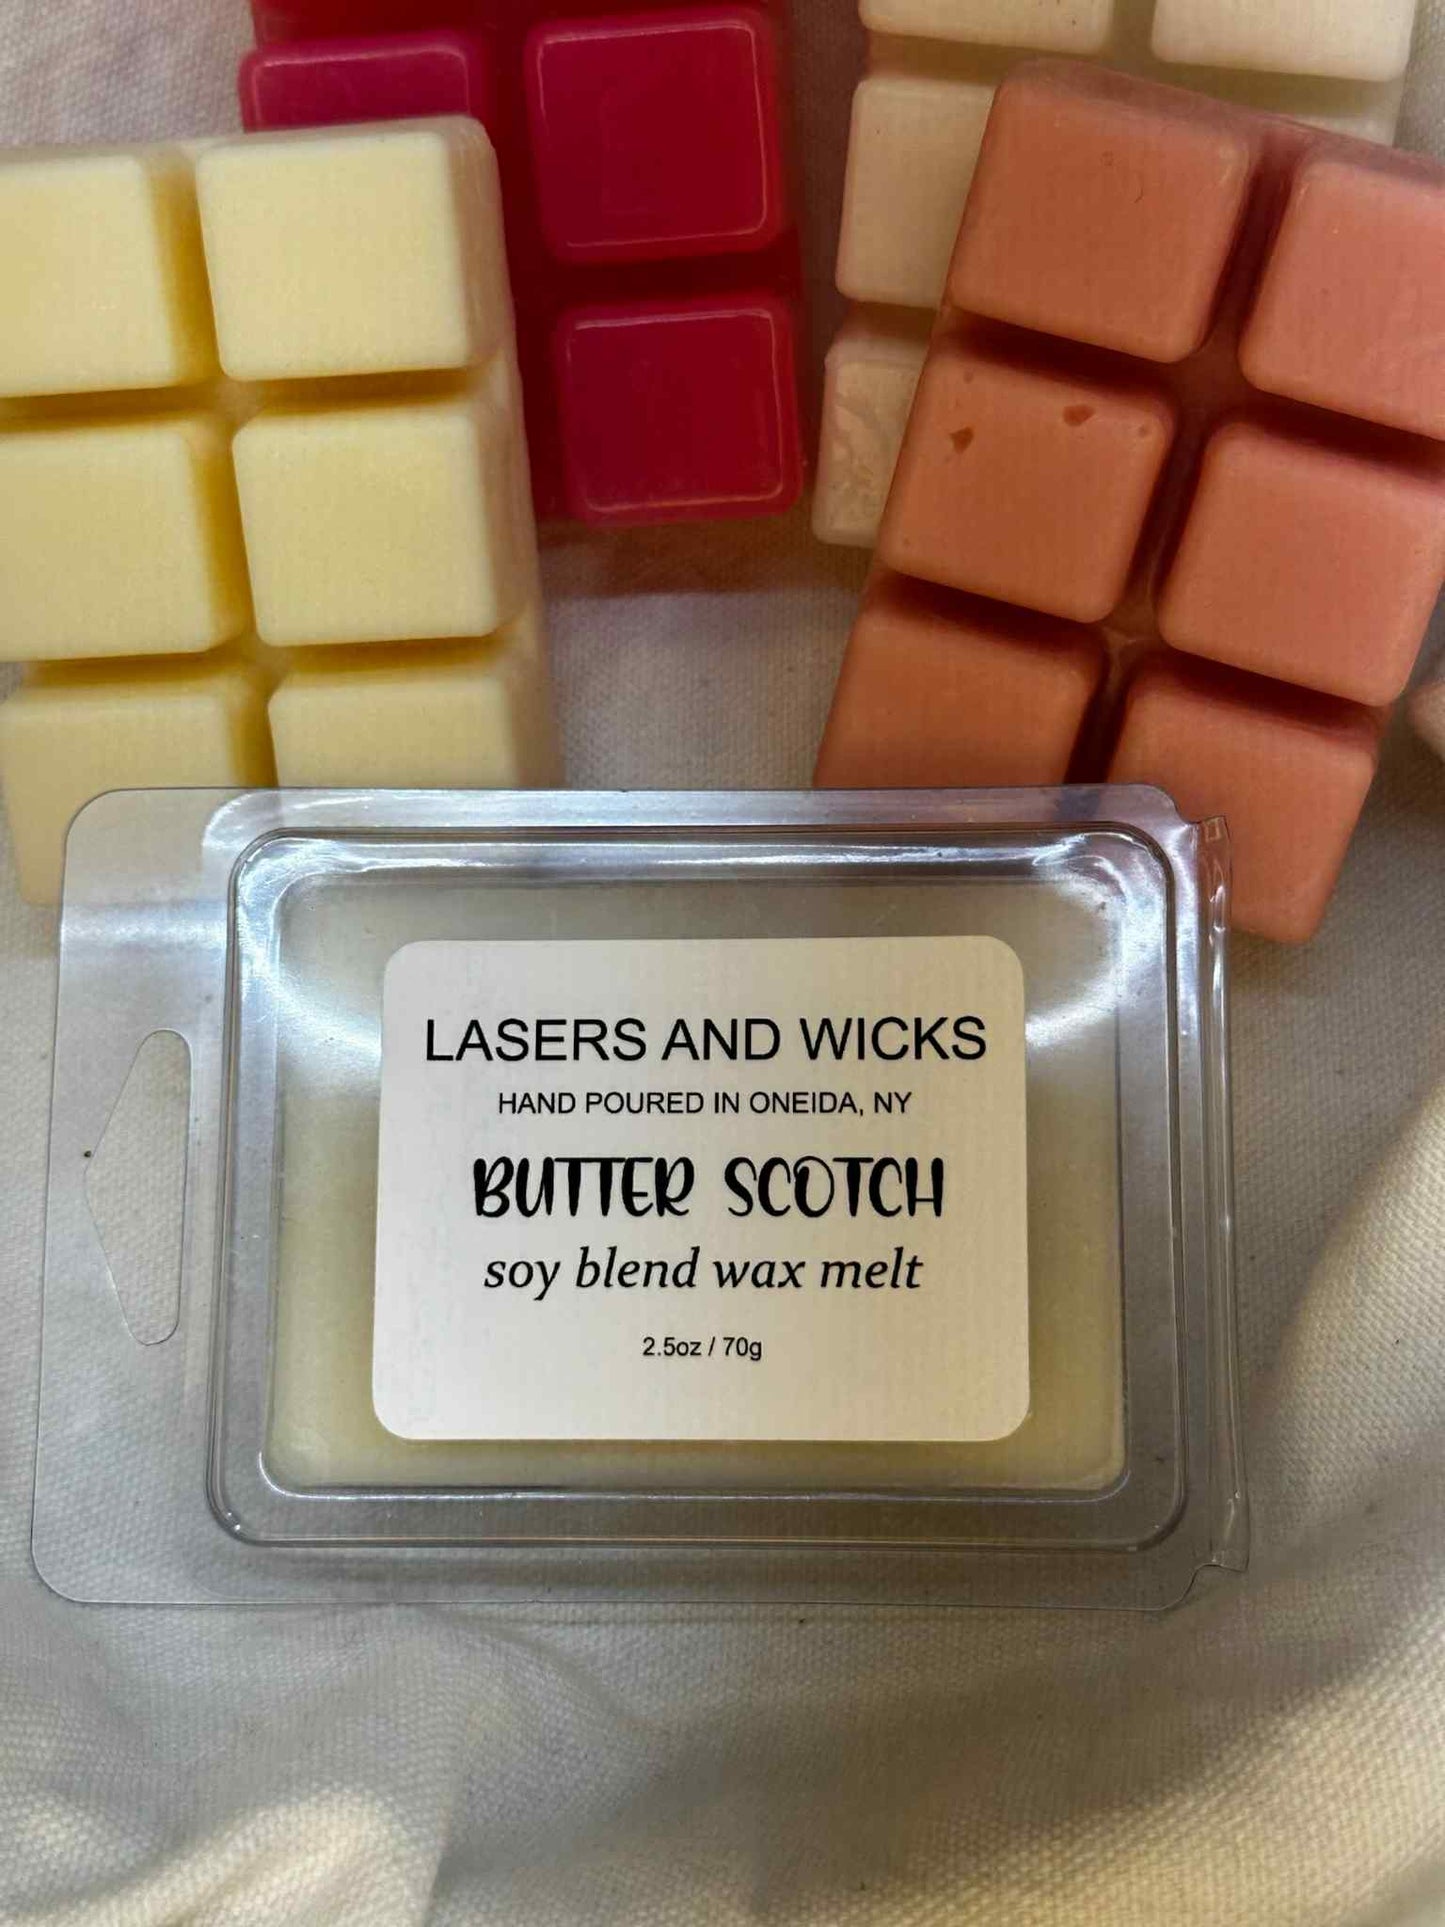 LASERS AND WICKS
HAND POURED IN ONEIDA, NY
BUTTER SCOTCH
soy blend wax melt
2.5oz / 70g